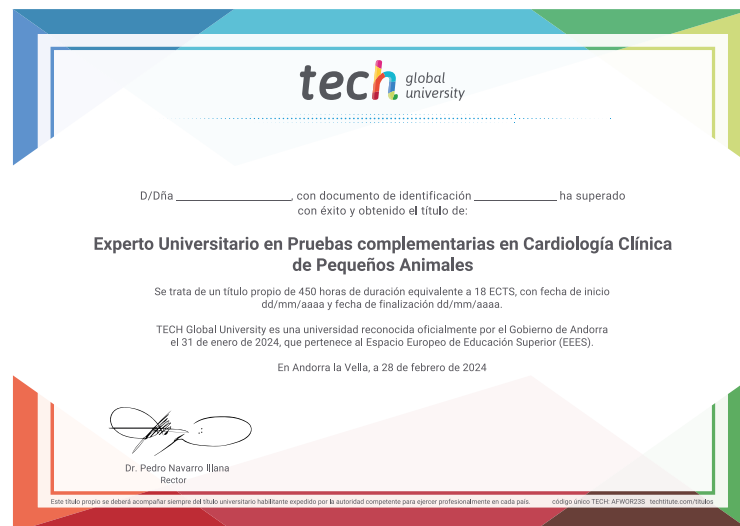 tech global university
D/Dña ____________, con documento de identificación ____________ ha superado
con éxito y obtenido el título de:
Experto Universitario en Pruebas complementarias en Cardiología Clínica
de Pequeños Animales
Se trata de un título propio de 450 horas de duración equivalente a 18 ECTS, con fecha de inicio
dd/mm/aaaa y fecha de finalización dd/mm/aaaa.
TECH Global University es una universidad reconocida oficialmente por el Gobierno de Andorra
el 31 de enero de 2024, que pertenece al Espacio Europeo de Educación Superior (EEES).
En Andorra la Vella, a 28 de febrero de 2024
Dr. Pedro Navarro Illana
Rector
Este título propio se deberá acompañar siempre del título universitario habilitante expedido por la autoridad competente para ejercer profesionalmente en cada país. código único TECH: AFWOR23S techtitute.com/titulos